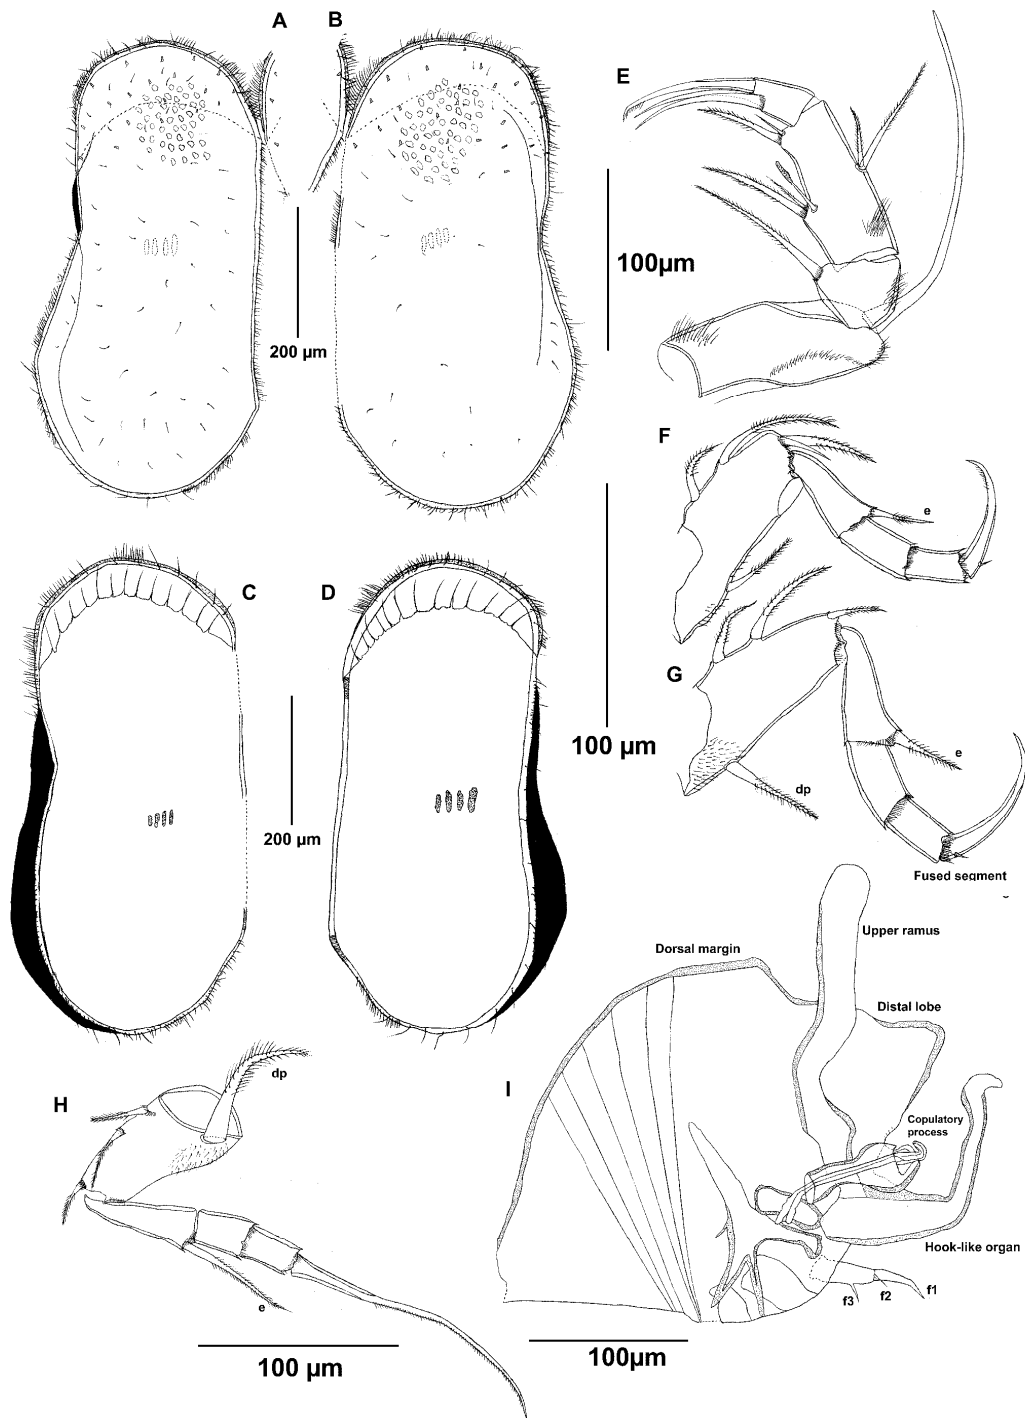 A
B
E
200 µm
100µm
F
e
C
D
G
200 µm
100 µm
e
dp
Fused segment
Upper ramus
Dorsal margin
Distal lobe
dp
H
I
Copulatory
process
Hook-like organ
f3
f2
f1
e
100 µm
100µm